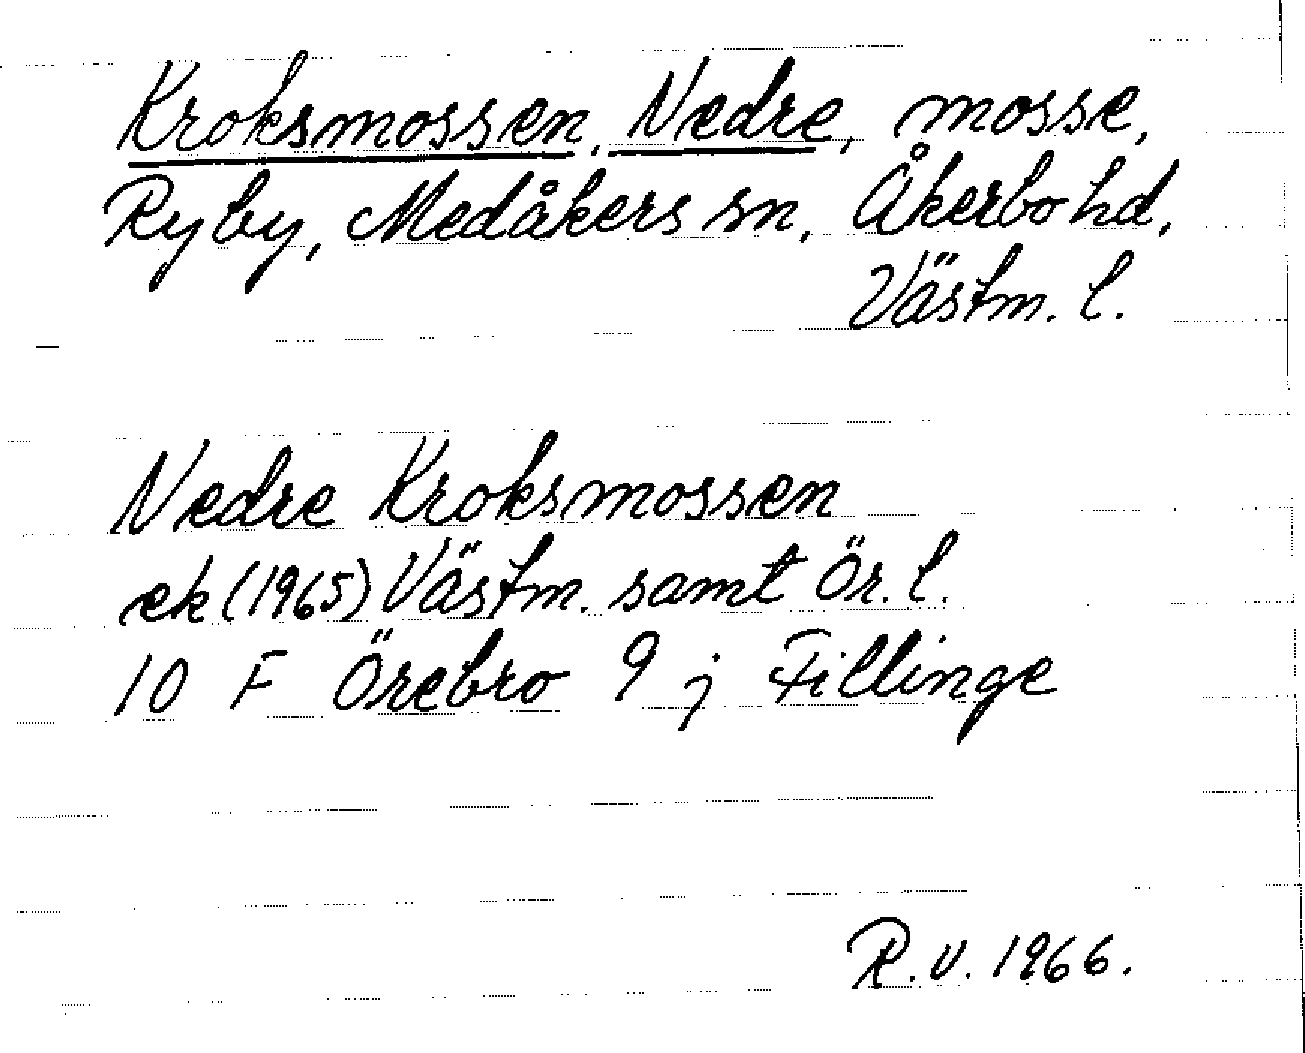 Kroksmossen, Nedre, mosse,
Ryby, Medåkers sn, Åkerbo hd,
Västm. l.
Nedre Kroksmossen
ek (1965) Västm. samt Ör. l.
10 F Örebro 9 j Fillinge
R.V. 1966.